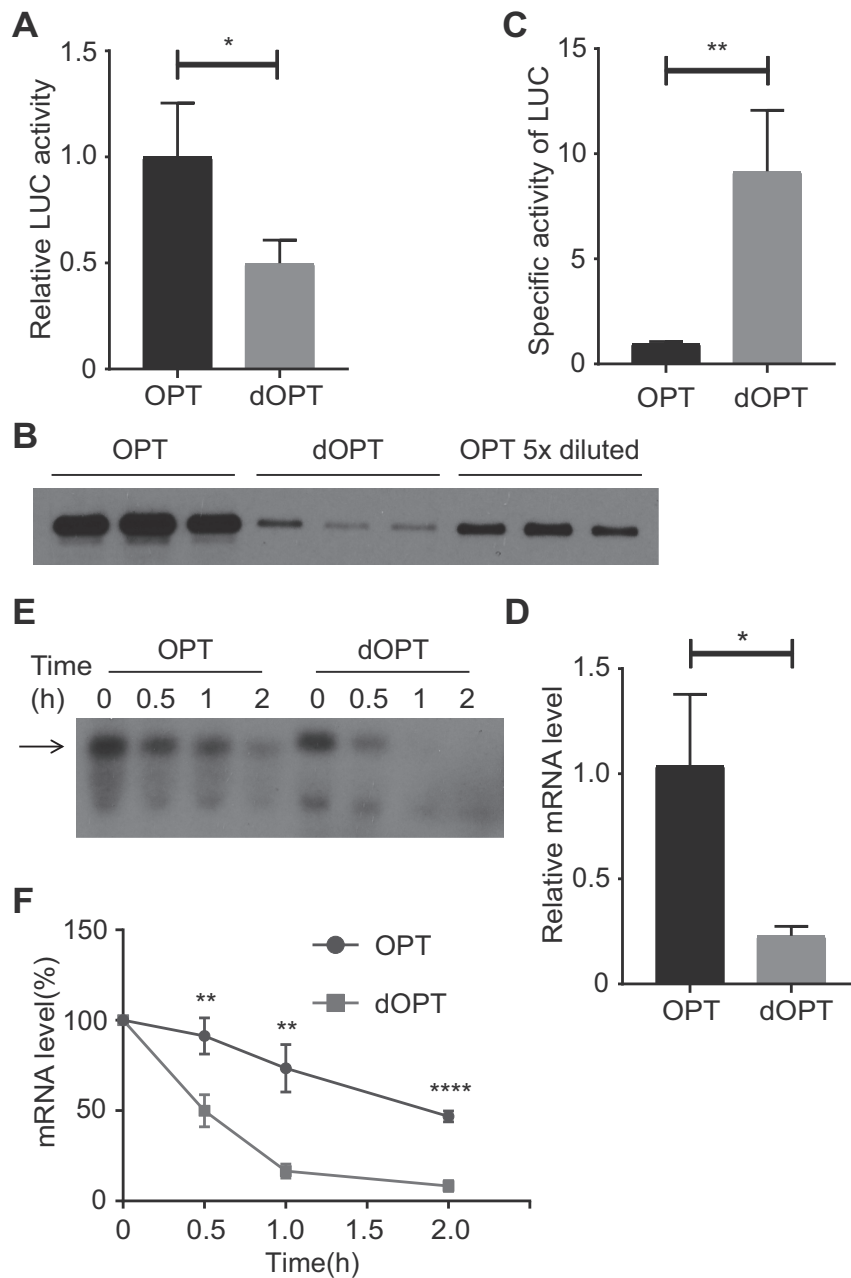 A
Relative LUC activity
1.5
1.0
0.5
0
*
OPT
dOPT
C
Specific activity of LUC
15
10
5
0
**
OPT
dOPT
B
OPT
dOPT
OPT 5x diluted
E
Time
(h)
OPT
dOPT
0 0.5 1 2 0 0.5 1 2
D
Relative mRNA level
1.5
1.0
0.5
0
*
OPT
dOPT
F
mRNA level(%)
150
100
50
0
OPT
dOPT
**
**
****
0 0.5 1.0 1.5 2.0
Time(h)